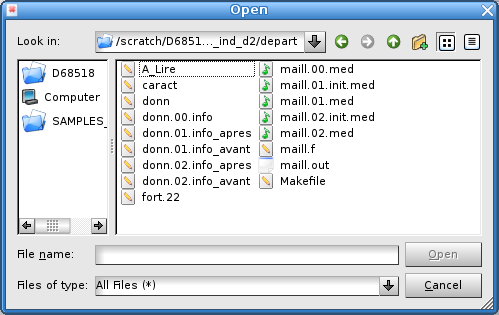 Open
Look in: /scratch/D6851..._ind_d2/depart
D68518
Computer
SAMPLES_
A_Lire
caract
donn
donn.00.info
donn.01.info_apres
donn.01.info_avant
donn.02.info_apres
donn.02.info_avant
fort.22
maill.00.med
maill.01.init.med
maill.01.med
maill.02.init.med
maill.02.med
maill.f
maill.out
Makefile
File name: Open
Files of type: All Files (*) Cancel